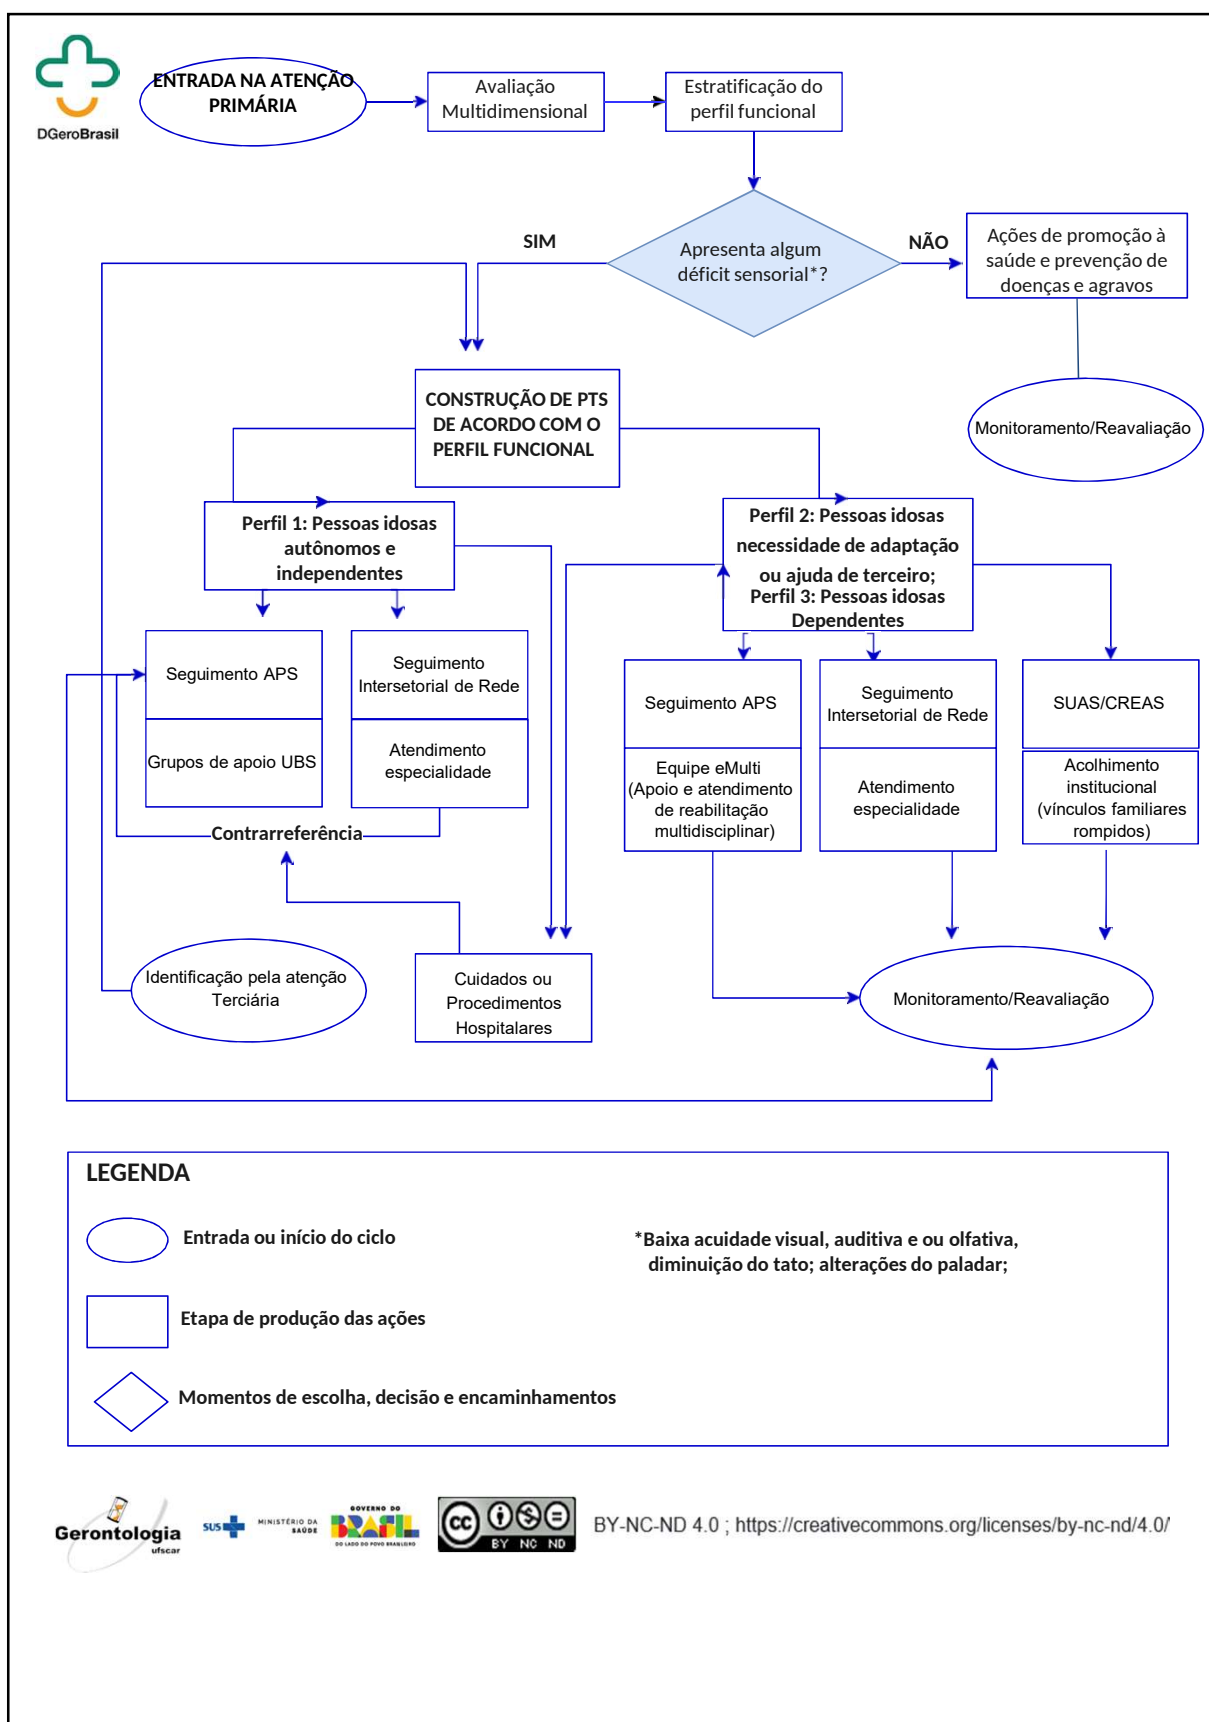 DGeroBrasil
ENTRADA NA ATENÇÃO
PRIMÁRIA
Avaliação
Multidimensional
Estratificação do
perfil funcional
SIM
Apresenta algum
déficit sensorial*?
NÃO
Ações de promoção à
saúde e prevenção de
doenças e agravos
CONSTRUÇÃO DE PTS
DE ACORDO COM O
PERFIL FUNCIONAL
Monitoramento/Reavaliação
Perfil 1: Pessoas idosas
autônomos e
independentes
Perfil 2: Pessoas idosas
necessidade de adaptação
ou ajuda de terceiro;
Perfil 3: Pessoas idosas
Dependentes
Seguimento APS
Grupos de apoio UBS
Seguimento
Intersetorial de Rede
Atendimento
especialidade
Contrarreferência
Seguimento APS
Equipe eMulti
(Apoio e atendimento
de reabilitação
multidisciplinar)
Seguimento
Intersetorial de Rede
Atendimento
especialidade
SUAS/CREAS
Acolhimento
institucional
(vínculos familiares
rompidos)
Identificação pela atenção
Terciária
Cuidados ou
Procedimentos
Hospitalares
Monitoramento/Reavaliação
LEGENDA
Entrada ou início do ciclo
*Baixa acuidade visual, auditiva e ou olfativa,
diminuição do tato; alterações do paladar;
Etapa de produção das ações
Momentos de escolha, decisão e encaminhamentos
Gerontologia
ufscar
SUS
MINISTÉRIO DA
SAÚDE
GOVERNO DO
BRASIL
DO LADO DO POVO BRASILEIRO
CC
BY NC ND
BY-NC-ND 4.0 ; https://creativecommons.org/licenses/by-nc-nd/4.0/